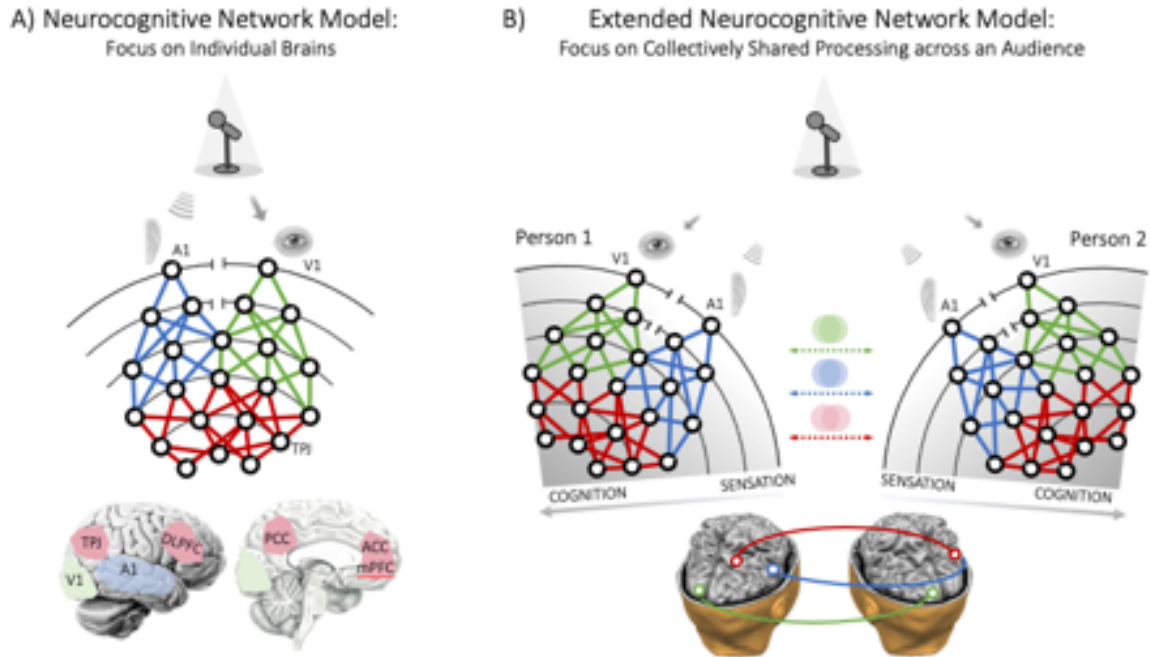 A) Neurocognitive Network Model:
Focus on Individual Brains
B) Extended Neurocognitive Network Model:
Focus on Collectively Shared Processing across an Audience
A1
V1
TPJ
TPJ
DLPFC
V1
A1
PCC
ACC
mPFC
Person 1
V1
A1
COGNITION
SENSATION
Person 2
V1
A1
SENSATION
COGNITION